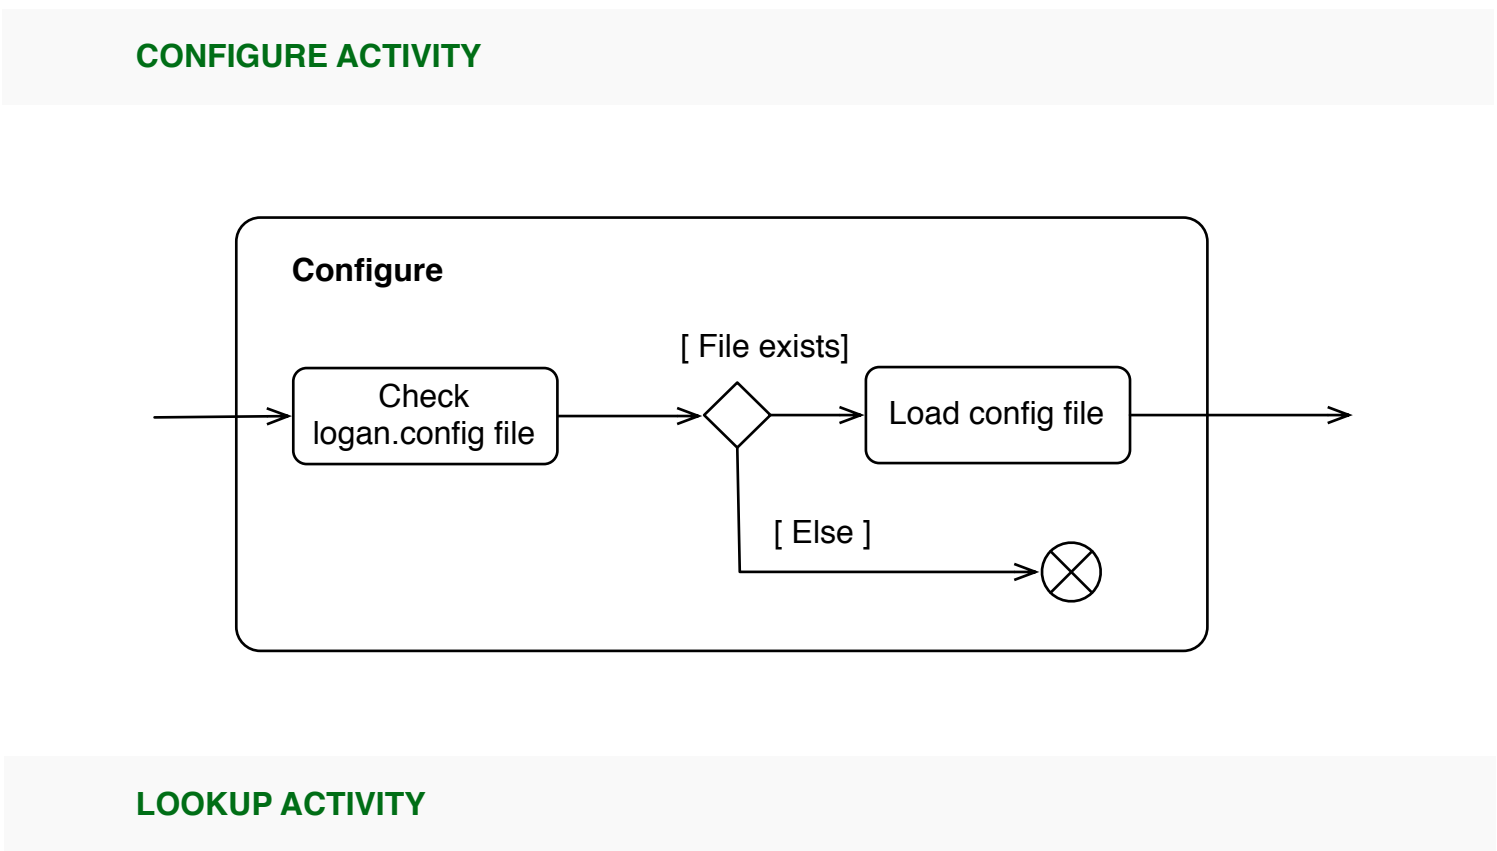 CONFIGURE ACTIVITY
Configure
[ File exists]
Check
logan.config file
Load config file
[ Else ]
LOOKUP ACTIVITY